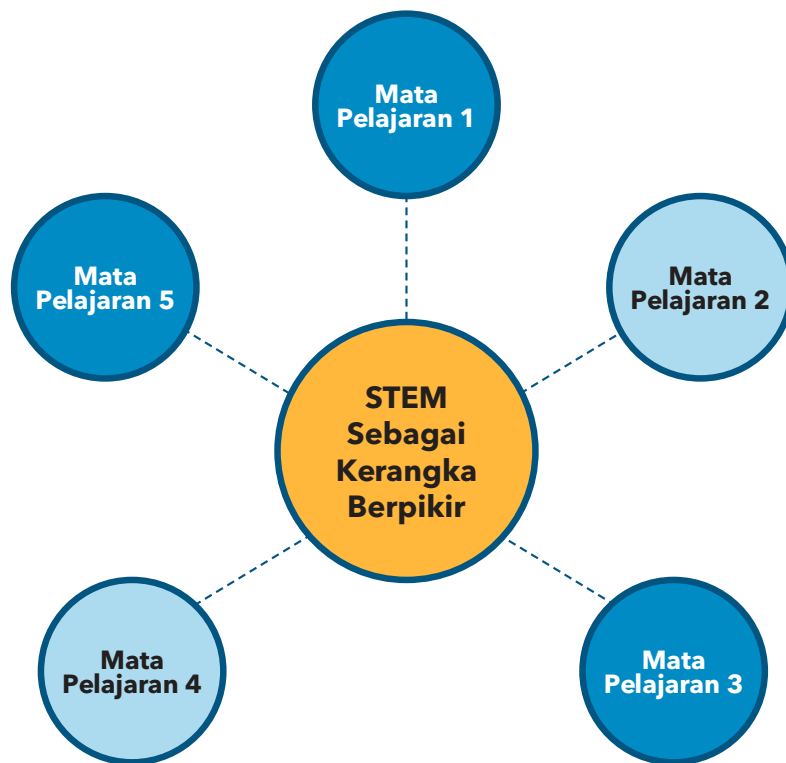 Mata
Pelajaran 1
Mata
Pelajaran 5
Mata
Pelajaran 2
STEM
Sebagai
Kerangka
Berpikir
Mata
Pelajaran 4
Mata
Pelajaran 3